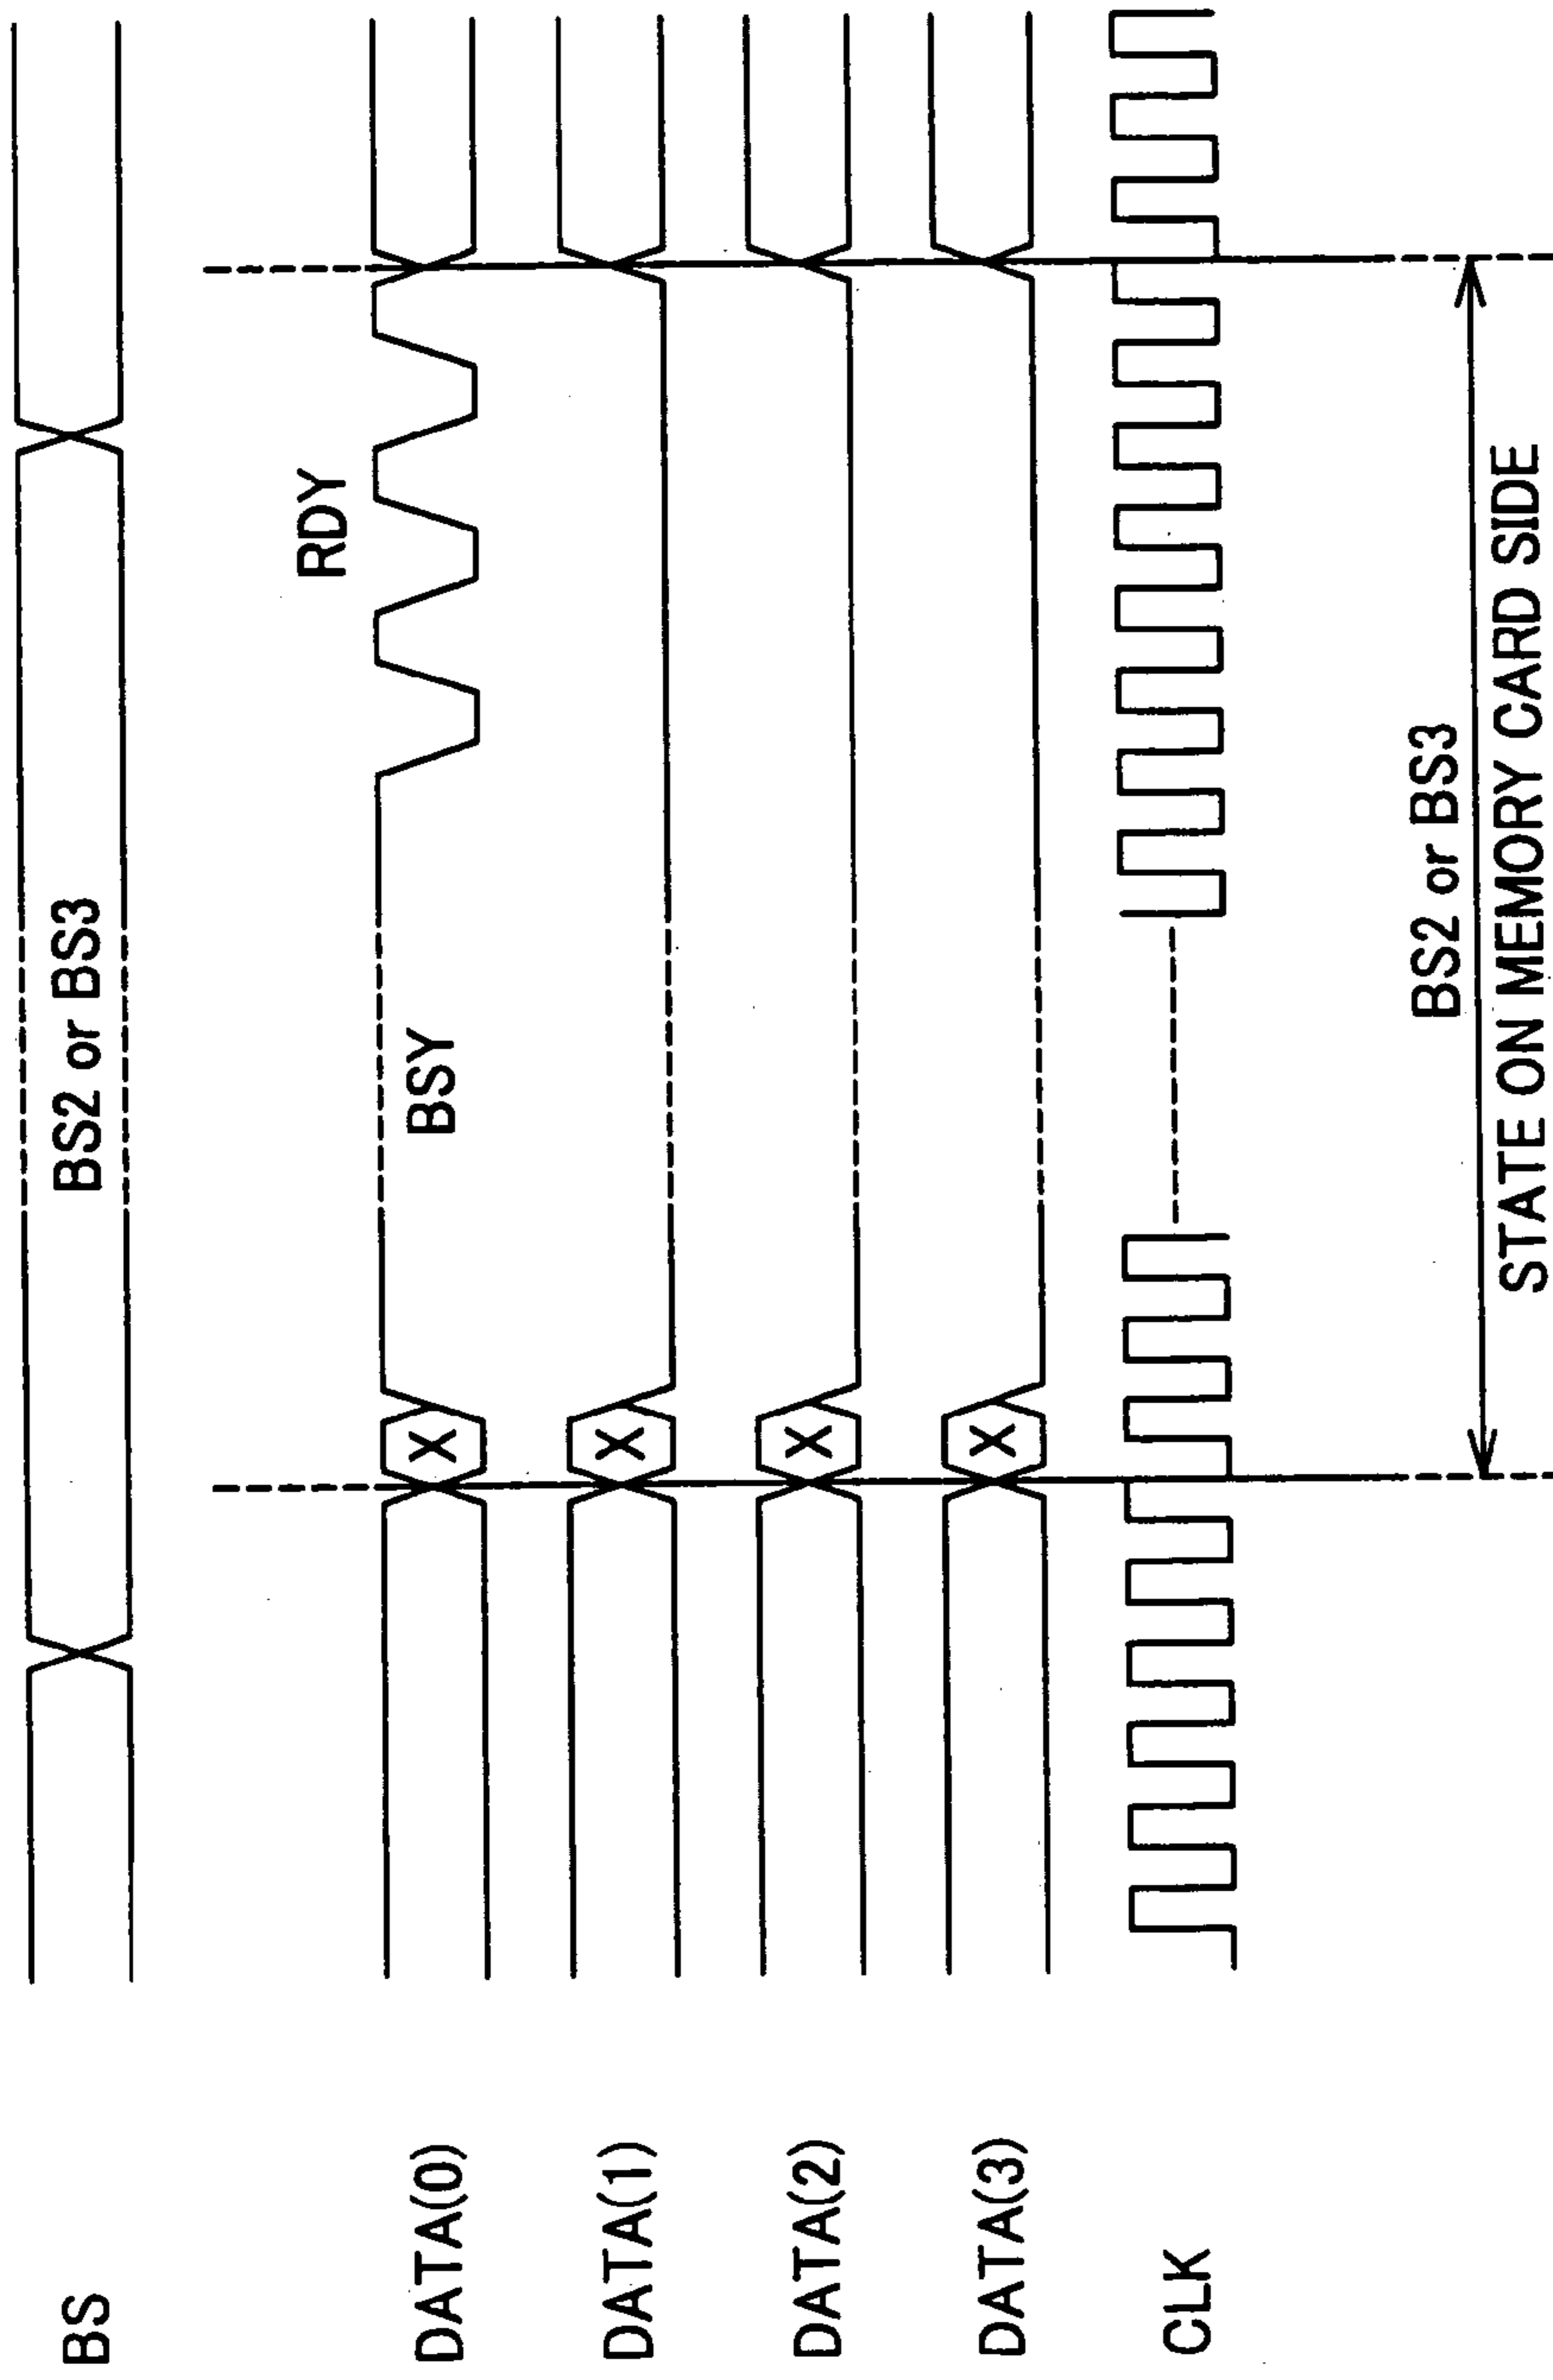 BS
BS2 or BS3
RDY
DATA(0)
X
BSY
DATA(1)
X
DATA(2)
X
DATA(3)
X
CLK
BS2 or BS3
STATE ON MEMORY CARD SIDE